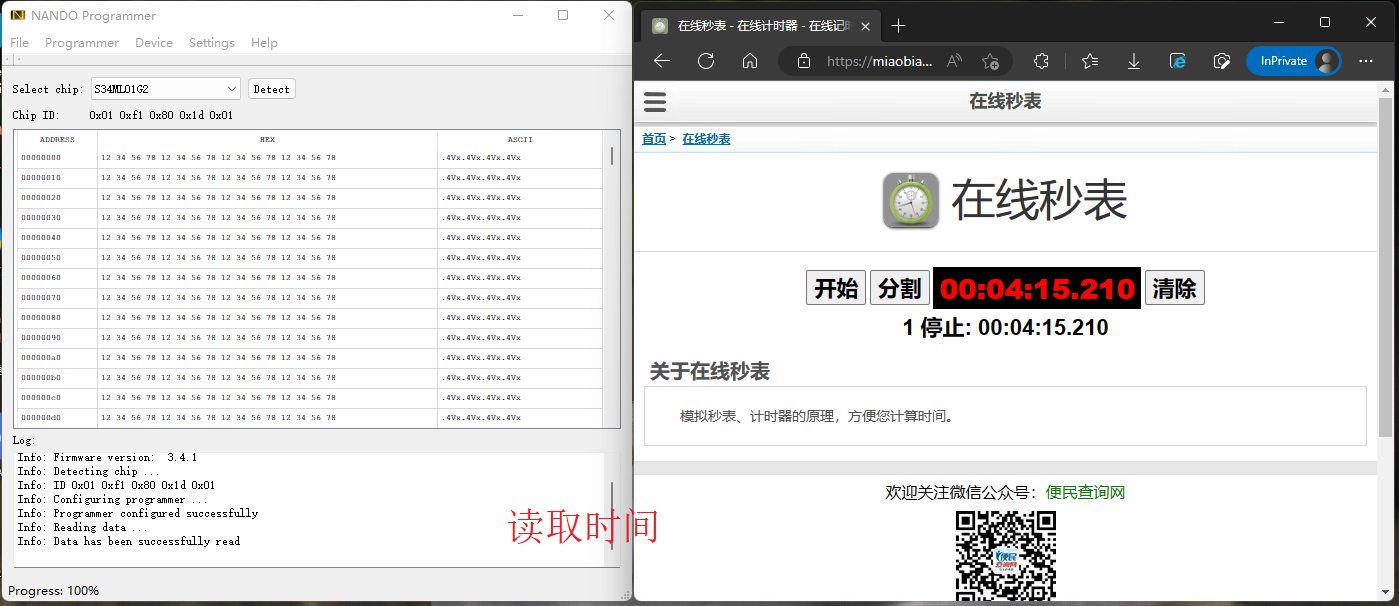 NANDO Programmer
File Programmer Device Settings Help
Select chip: S34ML01G2 Detect
Chip ID: 0x01 0xf1 0x80 0x1d 0x01
ADDRESS HEX ASCII
00000000 12 34 56 78 12 34 56 78 12 34 56 78 12 34 56 78 .4Vx.4Vx.4Vx.4Vx
00000010 12 34 56 78 12 34 56 78 12 34 56 78 12 34 56 78 .4Vx.4Vx.4Vx.4Vx
00000020 12 34 56 78 12 34 56 78 12 34 56 78 12 34 56 78 .4Vx.4Vx.4Vx.4Vx
00000030 12 34 56 78 12 34 56 78 12 34 56 78 12 34 56 78 .4Vx.4Vx.4Vx.4Vx
00000040 12 34 56 78 12 34 56 78 12 34 56 78 12 34 56 78 .4Vx.4Vx.4Vx.4Vx
00000050 12 34 56 78 12 34 56 78 12 34 56 78 12 34 56 78 .4Vx.4Vx.4Vx.4Vx
00000060 12 34 56 78 12 34 56 78 12 34 56 78 12 34 56 78 .4Vx.4Vx.4Vx.4Vx
00000070 12 34 56 78 12 34 56 78 12 34 56 78 12 34 56 78 .4Vx.4Vx.4Vx.4Vx
00000080 12 34 56 78 12 34 56 78 12 34 56 78 12 34 56 78 .4Vx.4Vx.4Vx.4Vx
00000090 12 34 56 78 12 34 56 78 12 34 56 78 12 34 56 78 .4Vx.4Vx.4Vx.4Vx
000000a0 12 34 56 78 12 34 56 78 12 34 56 78 12 34 56 78 .4Vx.4Vx.4Vx.4Vx
000000b0 12 34 56 78 12 34 56 78 12 34 56 78 12 34 56 78 .4Vx.4Vx.4Vx.4Vx
000000c0 12 34 56 78 12 34 56 78 12 34 56 78 12 34 56 78 .4Vx.4Vx.4Vx.4Vx
000000d0 12 34 56 78 12 34 56 78 12 34 56 78 12 34 56 78 .4Vx.4Vx.4Vx.4Vx
Log:
Info: Firmware version: 3.4.1
Info: Detecting chip ...
Info: ID 0x01 0xf1 0x80 0x1d 0x01
Info: Configuring programmer ...
Info: Programmer configured successfully
Info: Reading data ...
Info: Data has been successfully read
读取时间
Progress: 100%
在线秒表 - 在线计时器 - 在线记
https://miaobia... InPrivate
在线秒表
首页 > 在线秒表
在线秒表
开始 分割 00:04:15.210 清除
1 停止: 00:04:15.210
关于在线秒表
模拟秒表、计时器的原理，方便您计算时间。
欢迎关注微信公众号：便民查询网
便民
查询网